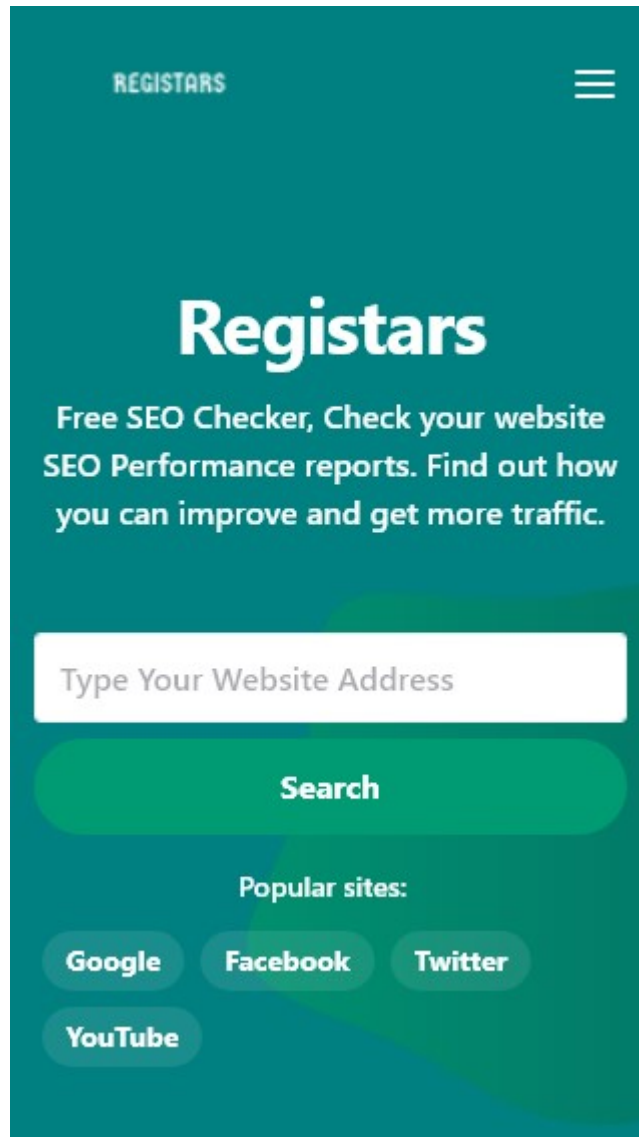 REGISTARS
Registars
Free SEO Checker, Check your website
SEO Performance reports. Find out how
you can improve and get more traffic.
Type Your Website Address
Search
Popular sites:
Google Facebook Twitter
YouTube